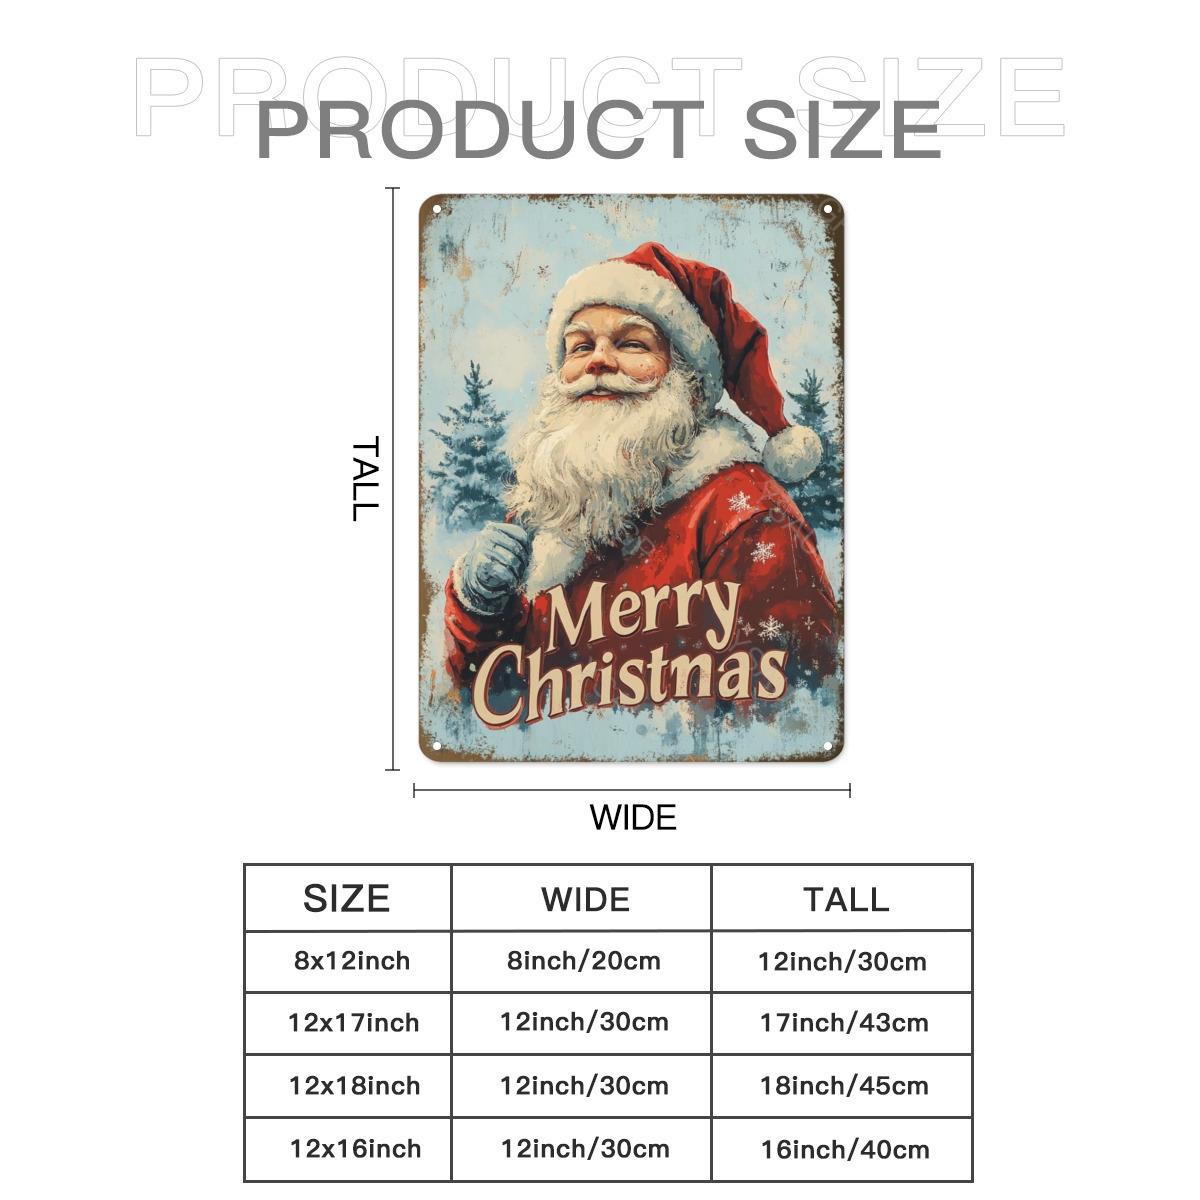 PRODUCT SIZE
PRODUCT SIZE
TALL
Merry
Christnas
WIDE
SIZE WIDE TALL
8x12inch 8inch/20cm 12inch/30cm
12x17inch 12inch/30cm 17inch/43cm
12x18inch 12inch/30cm 18inch/45cm
12x16inch 12inch/30cm 16inch/40cm